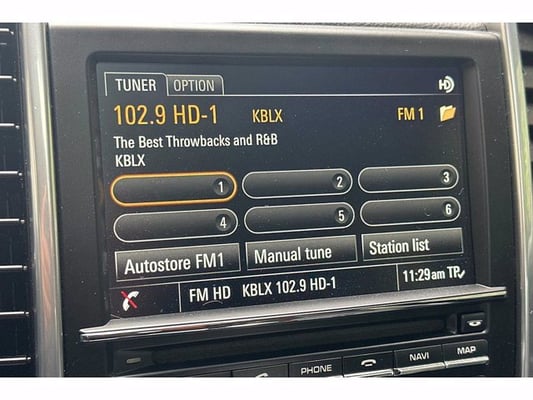 TUNER OPTION HD
102.9 HD-1 KBLX FM 1
The Best Throwbacks and R&B
KBLX
1 2 3
4 5 6
Autostore FM1 Manual tune Station list
FM HD KBLX 102.9 HD-1 11:29am TP✓
PHONE NAVI MAP